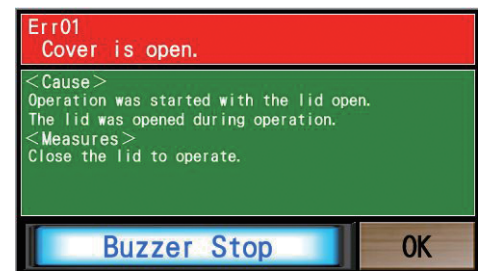 Err01
Cover is open.
<Cause>
Operation was started with the lid open.
The lid was opened during operation.
<Measures>
Close the lid to operate.
Buzzer Stop
OK